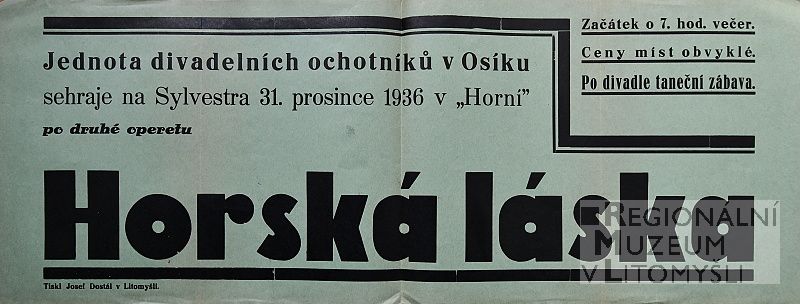 Jednota divadelních ochotníků v Osíku
sehraje na Sylvestra 31. prosince 1936 v „Horní”
po druhé operetu
Začátek o 7. hod. večer.
Ceny míst obvyklé.
Po divadle taneční zábava.
Horská láska
Tiskl Josef Dostál v Litomyšli.
REGIONÁLNÍ
MUZEUM
V LITOMYŠLI